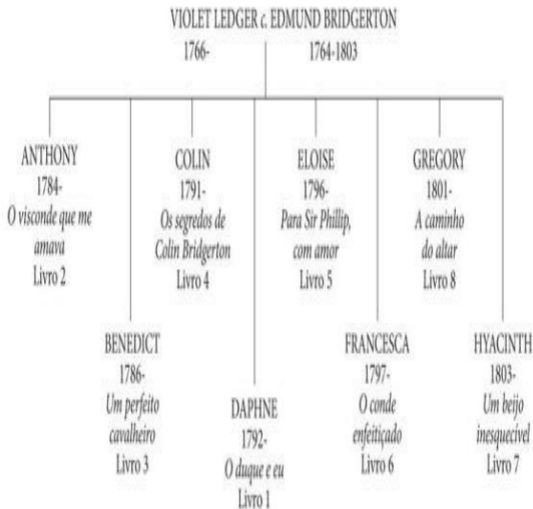 VIOLET LEDGER c. EDMUND BRIDGERTON
1766- 1764-1803
ANTHONY
1784-
O visconde que me
amava
Livro 2
BENEDICT
1786-
Um perfeito
cavalheiro
Livro 3
COLIN
1791-
Os segredos de
Colin Bridgerton
Livro 4
DAPHNE
1792-
O duque e eu
Livro 1
ELOISE
1796-
Para Sir Phillip,
com amor
Livro 5
FRANCESCA
1797-
O conde
enfeitiçado
Livro 6
GREGORY
1801-
A caminho
do altar
Livro 8
HYACINTH
1803-
Um beijo
inesquecível
Livro 7